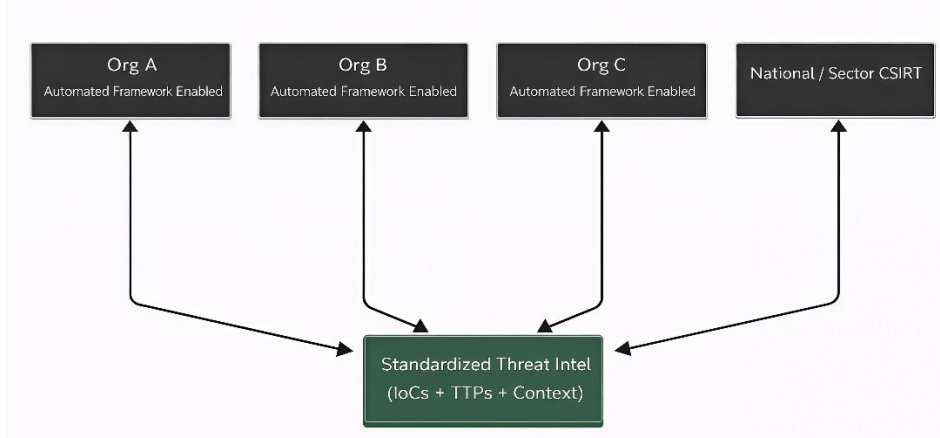 Org A
Automated Framework Enabled
Org B
Automated Framework Enabled
Org C
Automated Framework Enabled
National / Sector CSIRT
Standardized Threat Intel
(IoCs + TTPs + Context)